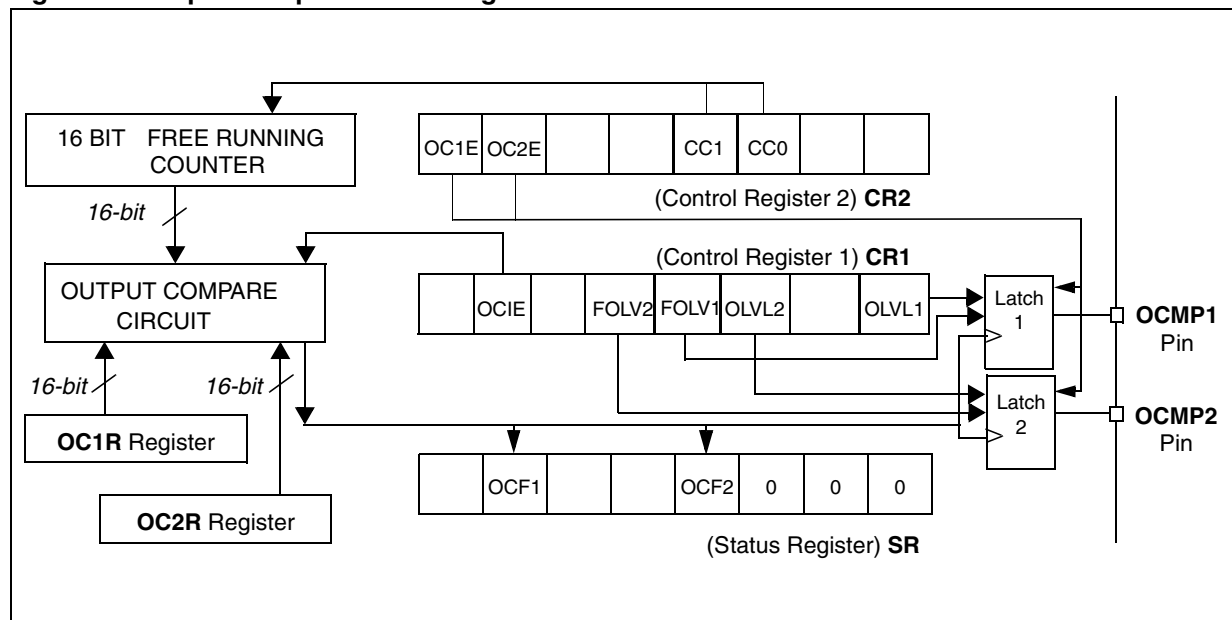 16 BIT FREE RUNNING
COUNTER
OC1E OC2E CC1 CC0
(Control Register 2) CR2
16-bit
(Control Register 1) CR1
OUTPUT COMPARE
CIRCUIT
OCIE FOLV2 FOLV1 OLVL2 OLVL1
Latch
1
OCMP1
Pin
16-bit 16-bit
Latch
2
OCMP2
Pin
OC1R Register
OCF1 OCF2 0 0 0
OC2R Register
(Status Register) SR